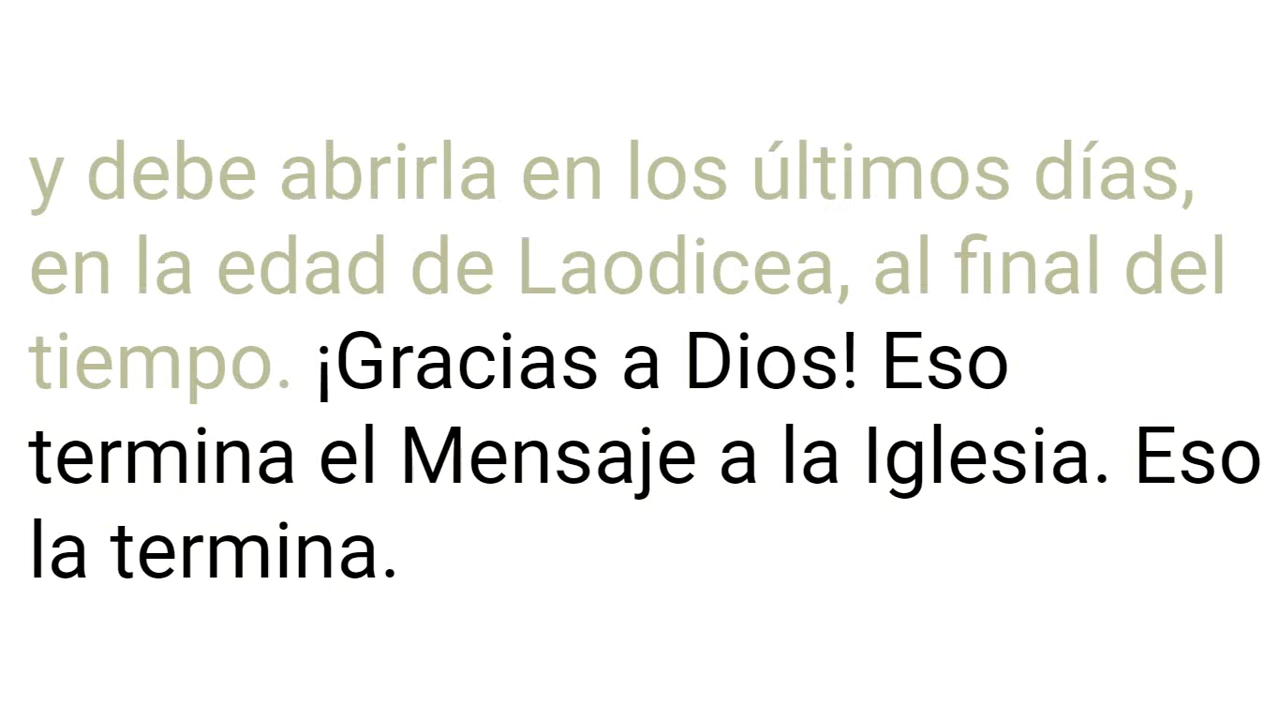 y debe abrirla en los últimos días,
en la edad de Laodicea, al final del
tiempo. ¡Gracias a Dios! Eso
termina el Mensaje a la Iglesia. Eso
la termina.